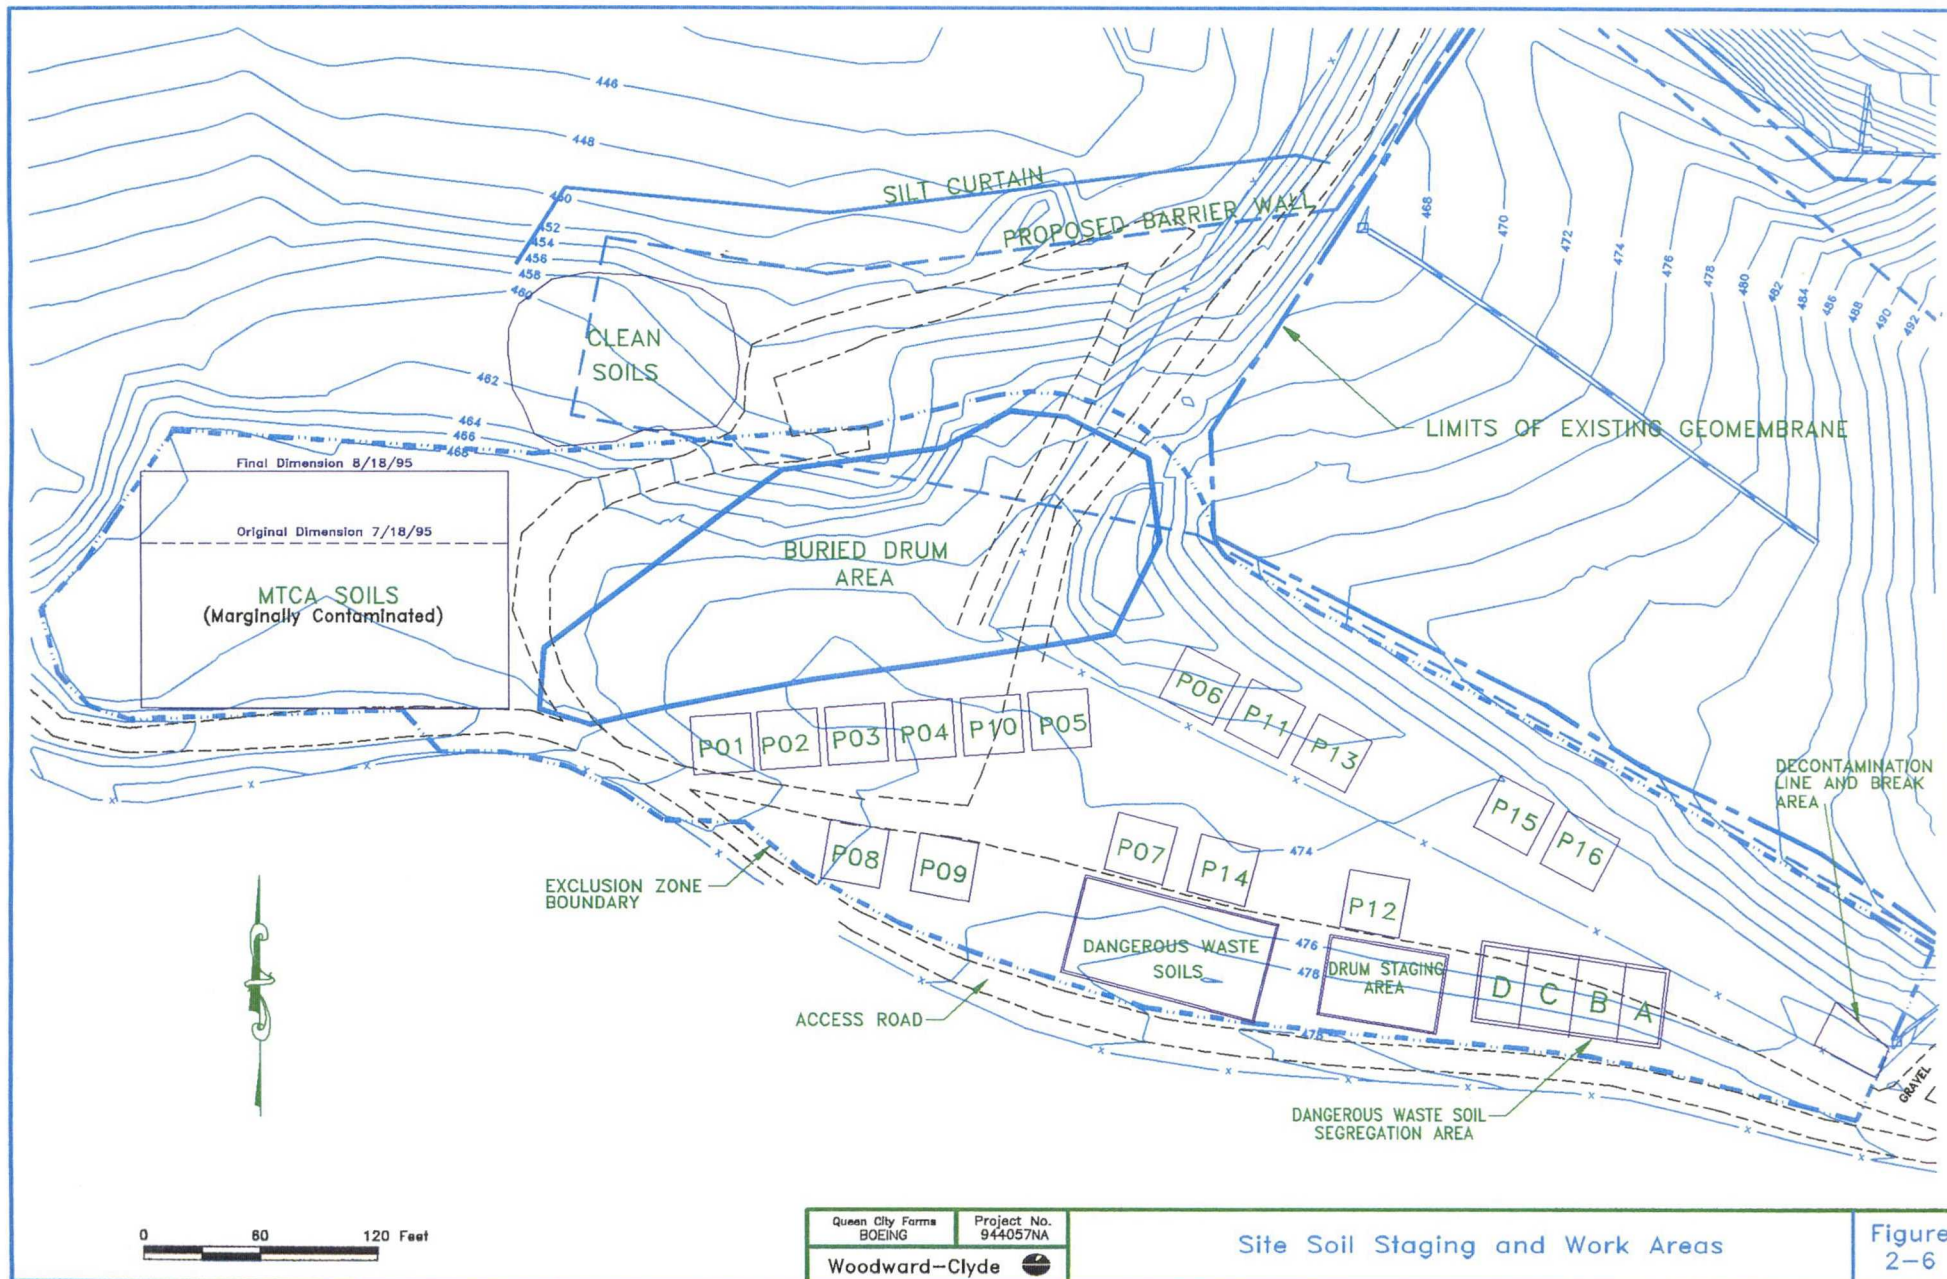 446
448
SILT CURTAIN
450
452
454
456
458
460
PROPOSED BARRIER WALL
468
470
472
474
476
478
480
482
484
486
488
490
492
CLEAN
SOILS
462
464
466
468
LIMITS OF EXISTING GEOMEMBRANE
Final Dimension 8/18/95
Original Dimension 7/18/95
MTCA SOILS
(Marginally Contaminated)
BURIED DRUM
AREA
P01
P02
P03
P04
P10
P05
P06
P11
P13
P15
P16
DECONTAMINATION
LINE AND BREAK
AREA
P08
P09
P07
P14
474
P12
EXCLUSION ZONE
BOUNDARY
DANGEROUS WASTE
SOILS
476
478
DRUM STAGING
AREA
D
C
B
A
ACCESS ROAD
GRAVEL
DANGEROUS WASTE SOIL
SEGREGATION AREA
0 60 120 Feet
Queen City Farms
BOEING
Project No.
944057NA
Woodward-Clyde
Site Soil Staging and Work Areas
Figure
2-6